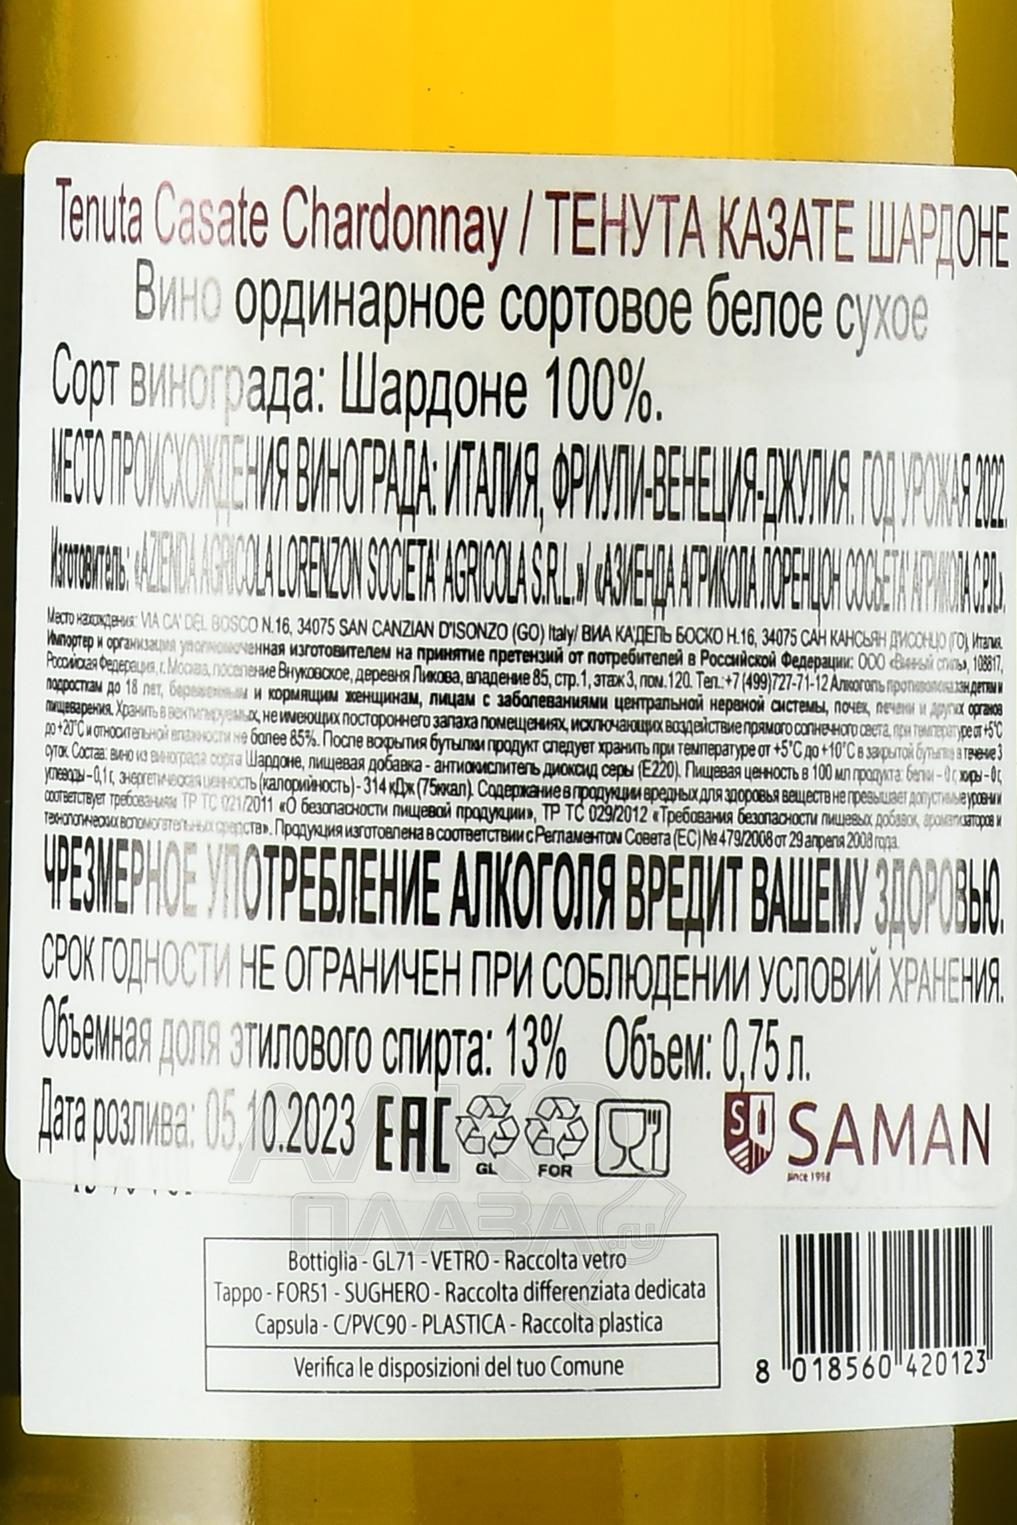 Tenuta Casate Chardonnay / ТЕНУТА КАЗАТЕ ШАРДОНЕ
Вино ординарное сортовое белое сухое
Сорт винограда: Шардоне 100%.
МЕСТО ПРОИСХОЖДЕНИЯ ВИНОГРАДА: ИТАЛИЯ, ФРИУЛИ-ВЕНЕЦИЯ-ДЖУЛИЯ. ГОД УРОЖАЯ 2022.
Изготовитель: «AZIENDA AGRICOLA LORENZON SOCIETA' AGRICOLA S.R.L.»/ «АЗИЕНДА АГРИКОЛА ЛОРЕНЦОН СОСЬЕТА' АГРИКОЛА С.Р.Л.».
Место нахождения: VIA CA' DEL BOSCO N.16, 34075 SAN CANZIAN D'ISONZO (GO) Italy/ ВИА КА'ДЕЛЬ БОСКО Н.16, 34075 САН КАНСЬЯН Д'ИСОНЦО (ГО), Италия.
Импортер и организация уполномоченная изготовителем на принятие претензий от потребителей в Российской Федерации: ООО «Винный стиль», 108817,
Российская Федерация, г. Москва, поселение Внуковское, деревня Ликова, владение 85, стр.1, этаж 3, пом.120. Тел.: +7 (499)727-71-12 Алкоголь противопоказан детям и
подросткам до 18 лет, беременным и кормящим женщинам, лицам с заболеваниями центральной нервной системы, почек, печени и других органов
пищеварения. Хранить в вентилируемых, не имеющих постороннего запаха помещениях, исключающих воздействие прямого солнечного света, при температуре от +5°С
до +20°С и относительной влажности не более 85%. После вскрытия бутылки продукт следует хранить при температуре от +5°С до +10°С в закрытой бутылке в течение 3
суток. Состав: вино из винограда сорта Шардоне, пищевая добавка - антиокислитель диоксид серы (Е220). Пищевая ценность в 100 мл продукта: белки - 0 г, жиры - 0 г,
углеводы - 0,1 г, энергетическая ценность (калорийность) - 314 кДж (75ккал). Содержание в продукции вредных для здоровья веществ не превышает допустимые уровни и
соответствует требованиям ТР ТС 021/2011 «О безопасности пищевой продукции», ТР ТС 029/2012 «Требования безопасности пищевых добавок, ароматизаторов и
технологических вспомогательных средств». Продукция изготовлена в соответствии с Регламентом Совета (ЕС) № 479/2008 от 29 апреля 2008 года.
ЧРЕЗМЕРНОЕ УПОТРЕБЛЕНИЕ АЛКОГОЛЯ ВРЕДИТ ВАШЕМУ ЗДОРОВЬЮ.
СРОК ГОДНОСТИ НЕ ОГРАНИЧЕН ПРИ СОБЛЮДЕНИИ УСЛОВИЙ ХРАНЕНИЯ.
Объемная доля этилового спирта: 13% Объем: 0,75 л.
Дата розлива: 05.10.2023 EAC GL FOR SI SAMAN
since 1998
АЛКО
ПЛАЗА.ru
Bottiglia - GL71 - VETRO - Raccolta vetro
Tappo - FOR51 - SUGHERO - Raccolta differenziata dedicata
Capsula - C/PVC90 - PLASTICA - Raccolta plastica
Verifica le disposizioni del tuo Comune
8 018560 420123